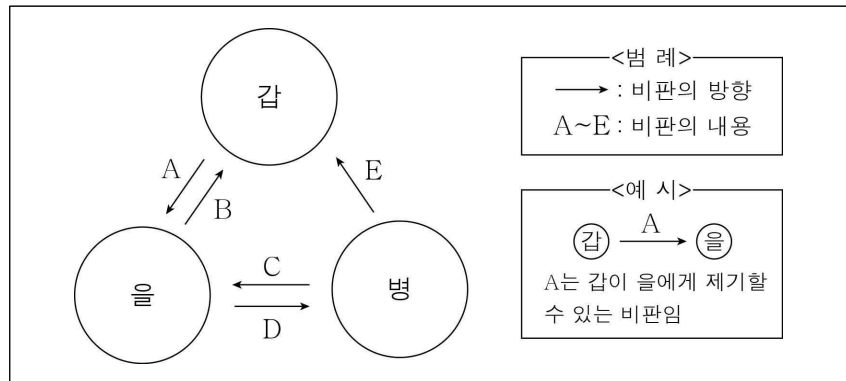 갑
A
B
E
을
C
D
병
<범 례>
→ : 비판의 방향
A~E : 비판의 내용
<예 시>
갑 A 을
A는 갑이 을에게 제기할
수 있는 비판임